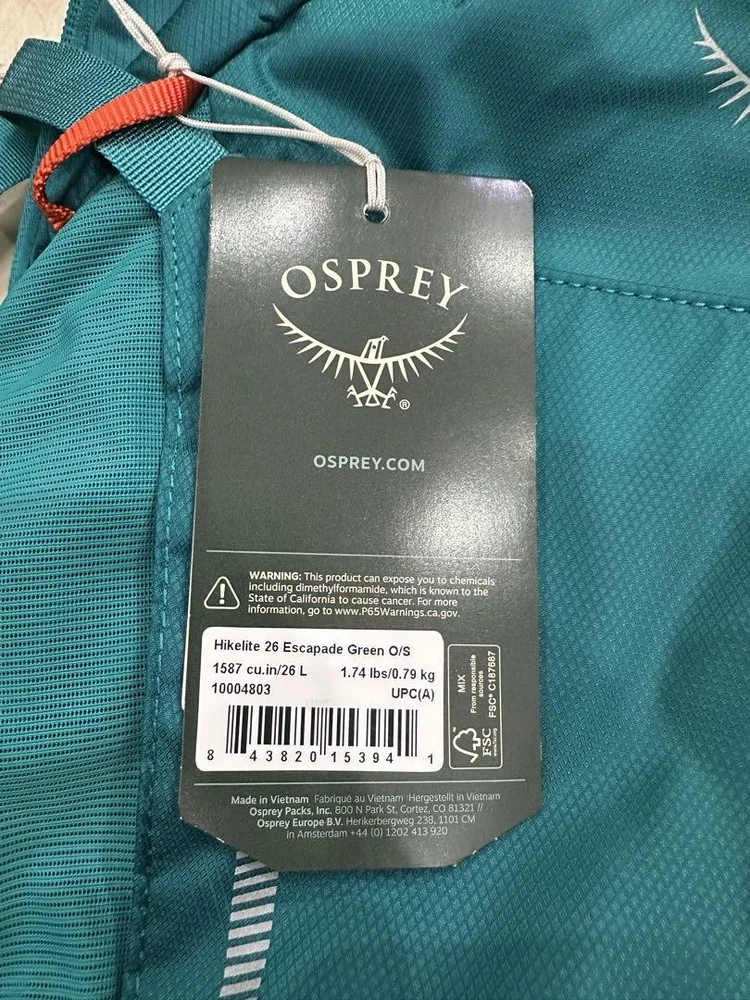 OSPREY
®
OSPREY.COM
WARNING: This product can expose you to chemicals
including dimethylformamide, which is known to the
State of California to cause cancer. For more
information, go to www.P65Warnings.ca.gov.
Hikelite 26 Escapade Green O/S
1587 cu.in/26 L 1.74 lbs/0.79 kg
10004803 UPC(A)
8 43820 15394 1
MIX
From responsible
sources
FSC® C187687
FSC
www.fsc.org
Made in Vietnam Fabriqué au Vietnam Hergestellt in Vietnam
Osprey Packs, Inc. 800 N Park St, Cortez, CO 81321 //
Osprey Europe B.V. Herikerbergweg 238, 1101 CM
in Amsterdam +44 (0) 1202 413 920